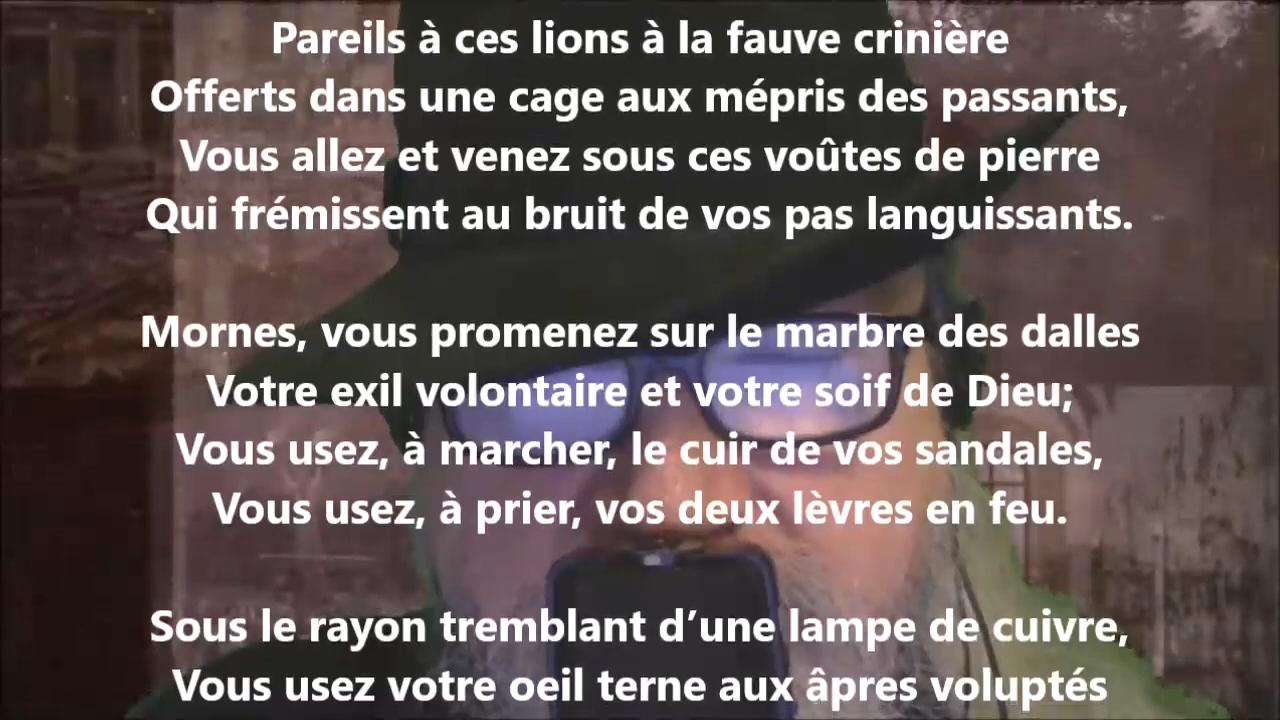 Pareils à ces lions à la fauve crinière
Offerts dans une cage aux mépris des passants,
Vous allez et venez sous ces voûtes de pierre
Qui frémissent au bruit de vos pas languissants.
Mornes, vous promenez sur le marbre des dalles
Votre exil volontaire et votre soif de Dieu;
Vous usez, à marcher, le cuir de vos sandales,
Vous usez, à prier, vos deux lèvres en feu.
Sous le rayon tremblant d’une lampe de cuivre,
Vous usez votre oeil terne aux âpres voluptés